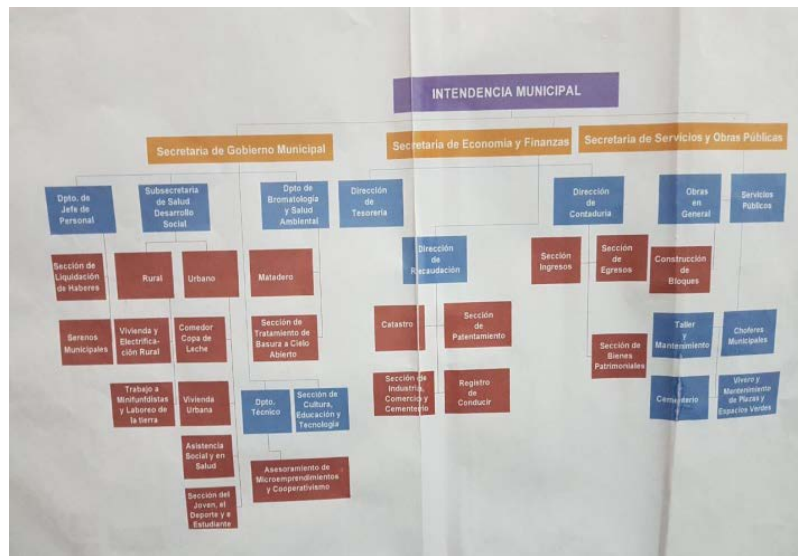 INTENDENCIA MUNICIPAL
Secretaria de Gobierno Municipal
Secretaria de Economia y Finanzas
Secretaria de Servicios y Obras Públicas
Dpto. de
Jefe de
Personal
Subsecretaria
de Salud
Desarrollo
Social
Dpto de
Bromatología
y Salud
Ambiental
Dirección
de
Tesorería
Dirección
de
Contaduria
Obras
en
General
Servicios
Públicos
Sección de
Liquidación
de Haberes
Rural
Urbano
Matadero
Dirección
de
Recaudación
Sección
Ingresos
Sección
de
Egresos
Construcción
de
Bloques
Serenos
Municipales
Vivienda y
Electrifica-
ción Rural
Comedor
Copa de
Leche
Sección de
Tratamiento de
Basura a Cielo
Abierto
Catastro
Sección
de
Patentamiento
Sección de
Bienes
Patrimoniales
Taller
y
Mantenimiento
Choferes
Municipales
Trabajo a
Minifundistas
y Laboreo de
la tierra
Vivienda
Urbana
Dpto.
Técnico
Sección de
Cultura,
Educación y
Tecnología
Sección de
Industria,
Comercio y
Cementerio
Registro
de
Conducir
Cementerio
Vivero y
Mantenimiento
de Plazas y
Espacios Verdes
Asistencia
Social y en
Salud
Asesoramiento de
Microemprendimientos
y Cooperativismo
Sección del
Joven, el
Deporte y e
Estudiante